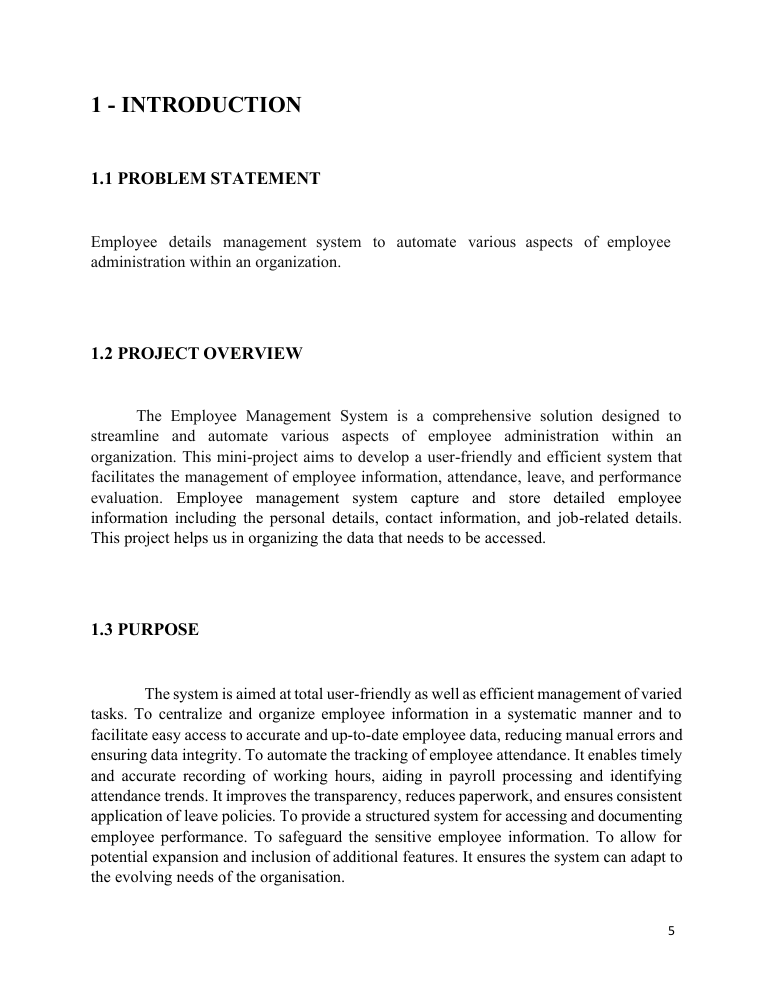 1 - INTRODUCTION
1.1 PROBLEM STATEMENT
Employee details management system to automate various aspects of employee
administration within an organization.
1.2 PROJECT OVERVIEW
The Employee Management System is a comprehensive solution designed to
streamline and automate various aspects of employee administration within an
organization. This mini-project aims to develop a user-friendly and efficient system that
facilitates the management of employee information, attendance, leave, and performance
evaluation. Employee management system capture and store detailed employee
information including the personal details, contact information, and job-related details.
This project helps us in organizing the data that needs to be accessed.
1.3 PURPOSE
The system is aimed at total user-friendly as well as efficient management of varied
tasks. To centralize and organize employee information in a systematic manner and to
facilitate easy access to accurate and up-to-date employee data, reducing manual errors and
ensuring data integrity. To automate the tracking of employee attendance. It enables timely
and accurate recording of working hours, aiding in payroll processing and identifying
attendance trends. It improves the transparency, reduces paperwork, and ensures consistent
application of leave policies. To provide a structured system for accessing and documenting
employee performance. To safeguard the sensitive employee information. To allow for
potential expansion and inclusion of additional features. It ensures the system can adapt to
the evolving needs of the organisation.
5